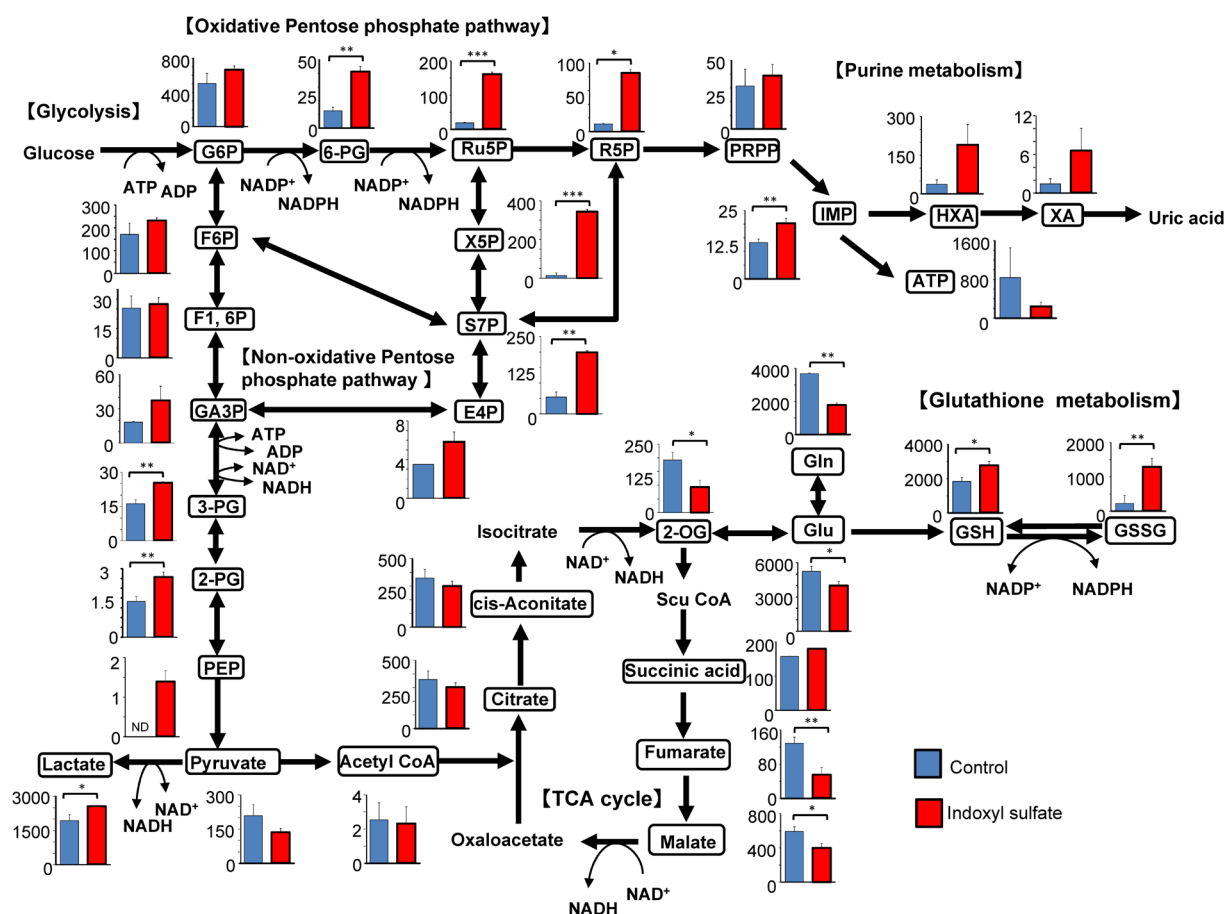 【Oxidative Pentose phosphate pathway】
【Glycolysis】
【Purine metabolism】
800
400
0
50
25
0
**
200
100
0
***
100
50
0
*
50
25
0
300
150
0
12
6
0
Glucose
G6P
6-PG
Ru5P
R5P
PRPP
ATP
ADP
NADP+
NADPH
NADP+
NADPH
IMP
HXA
XA
Uric acid
300
200
100
0
F6P
X5P
400
200
0
***
25
12.5
0
**
ATP
1600
800
0
30
15
0
F1, 6P
S7P
【Non-oxidative Pentose
phosphate pathway 】
250
125
0
**
60
30
0
GA3P
E4P
ATP
ADP
NAD+
NADH
8
4
0
4000
2000
0
**
【Glutathione metabolism】
Gln
200
100
0
*
4000
2000
0
*
2000
1000
0
**
30
15
0
**
3-PG
Isocitrate
2-OG
Glu
GSH
GSSG
NAD+
NADH
NADP+
NADPH
3
1.5
0
**
2-PG
500
250
0
cis-Aconitate
Scu CoA
6000
3000
0
*
2
1
0
ND
PEP
500
250
0
Citrate
Succinic acid
200
100
0
Lactate
Pyruvate
Acetyl CoA
Fumarate
160
80
0
**
Control
Indoxyl sulfate
3000
1500
0
*
NADH
NAD+
300
150
0
4
2
0
【TCA cycle】
Oxaloacetate
Malate
800
400
0
*
NADH
NAD+